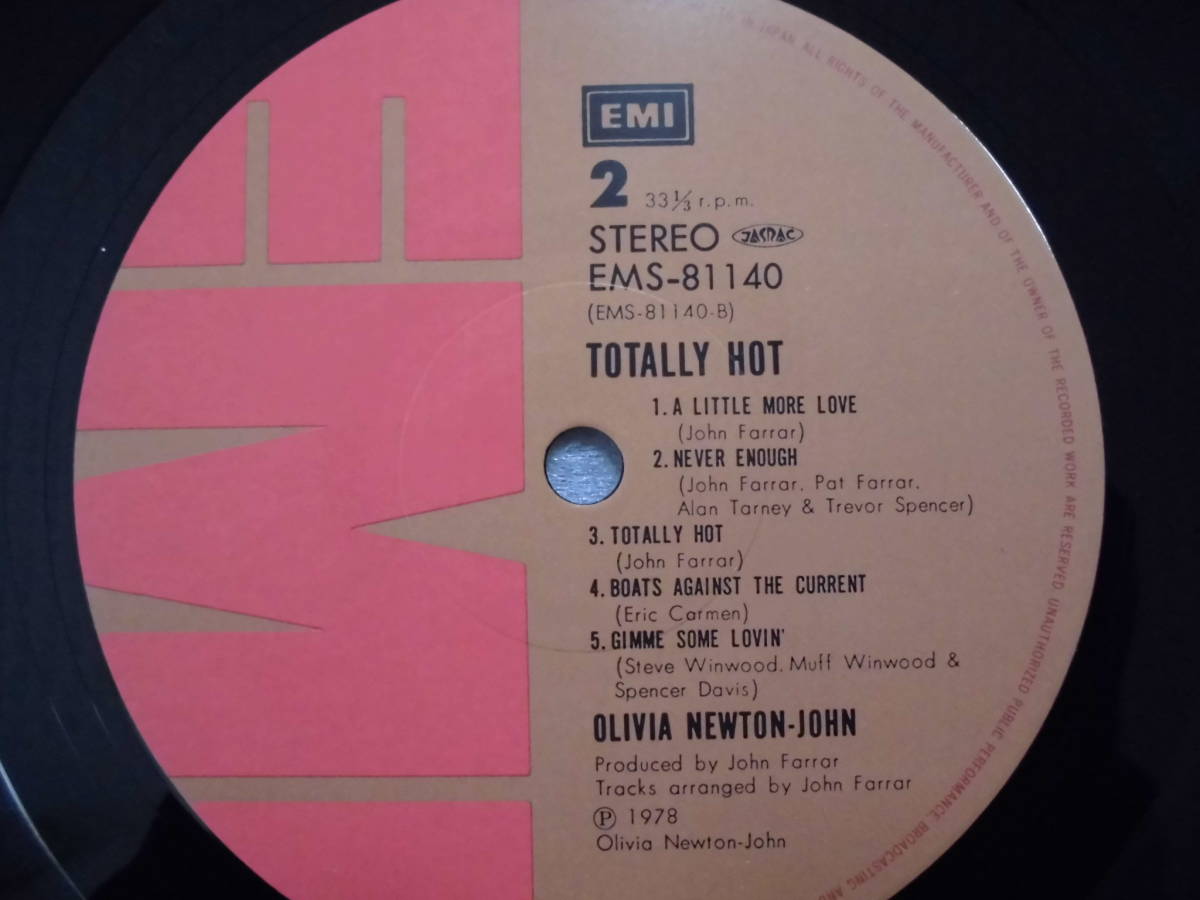 EMI
2 33⅓ r.p.m.
STEREO JASRAC
EMS-81140
(EMS-81140-B)
TOTALLY HOT
1. A LITTLE MORE LOVE
(John Farrar)
2. NEVER ENOUGH
(John Farrar. Pat Farrar.
Alan Tarney & Trevor Spencer)
3. TOTALLY HOT
(John Farrar)
4. BOATS AGAINST THE CURRENT
(Eric Carmen)
5. GIMME SOME LOVIN'
(Steve Winwood. Muff Winwood &
Spencer Davis)
OLIVIA NEWTON-JOHN
Produced by John Farrar
Tracks arranged by John Farrar
Ⓟ 1978
Olivia Newton-John
IN JAPAN. ALL RIGHTS OF THE MANUFACTURER AND OF THE OWNER OF THE RECORDED WORK ARE RESERVED. UNAUTHORIZED PUBLIC PERFORMANCE, BROADCASTING AND
EMI